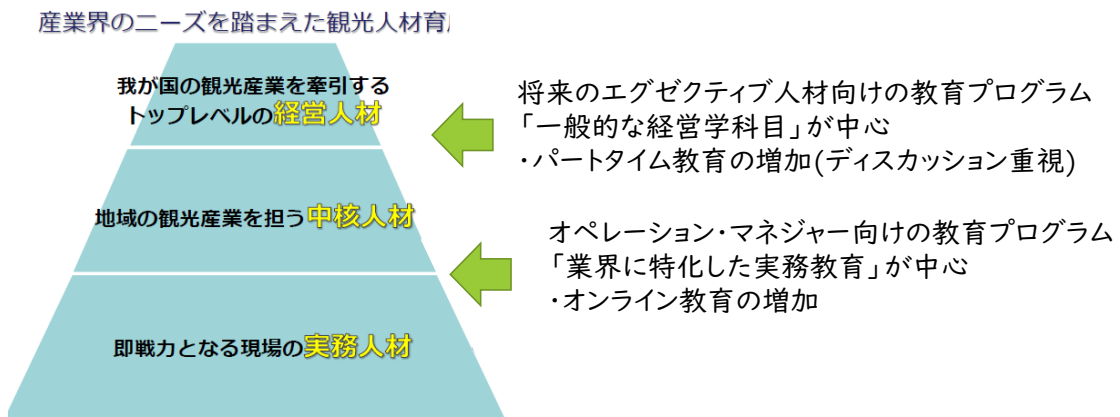 産業界のニーズを踏まえた観光人材育
我が国の観光産業を牽引する
トップレベルの経営人材
将来のエグゼクティブ人材向けの教育プログラム
「一般的な経営学科目」が中心
・パートタイム教育の増加(ディスカッション重視)
地域の観光産業を担う中核人材
オペレーション・マネジャー向けの教育プログラム
「業界に特化した実務教育」が中心
・オンライン教育の増加
即戦力となる現場の実務人材